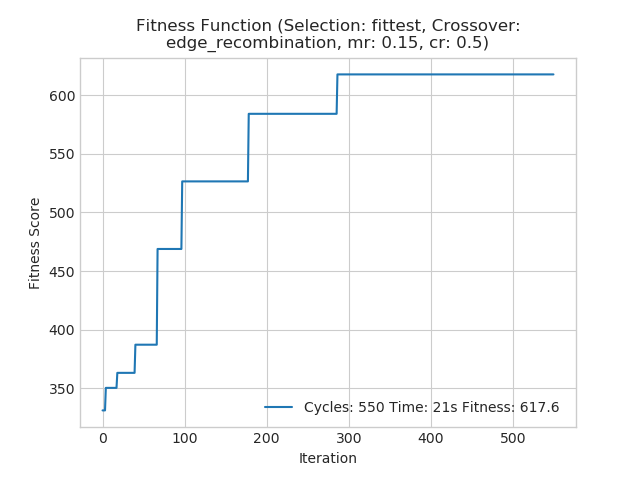 Fitness Function (Selection: fittest, Crossover:
edge_recombination, mr: 0.15, cr: 0.5)
Fitness Score
600
550
500
450
400
350
Cycles: 550 Time: 21s Fitness: 617.6
0 100 200 300 400 500
Iteration